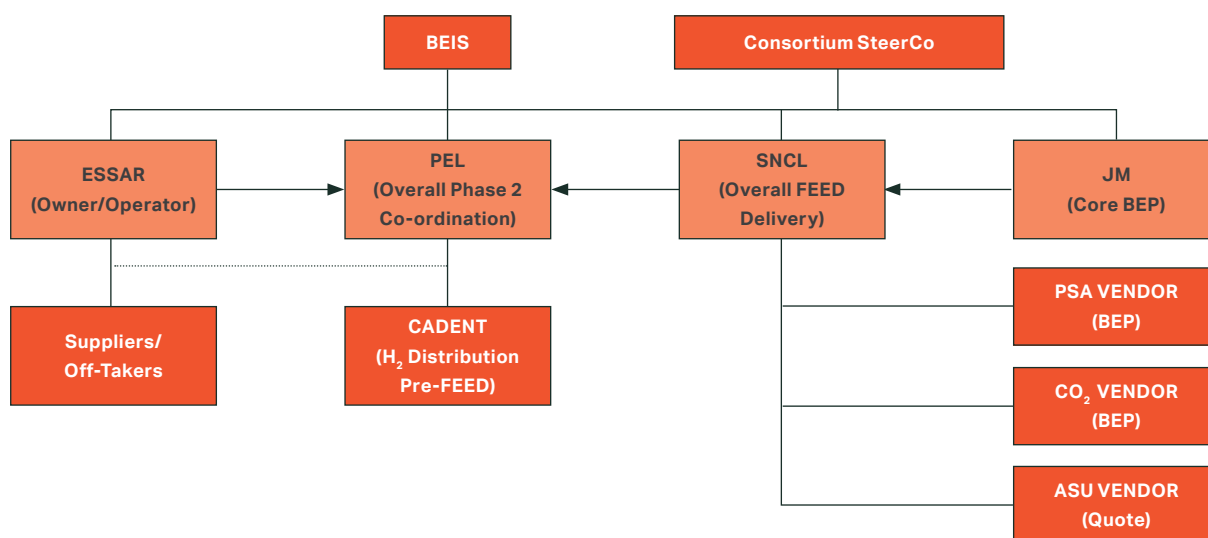 BEIS
Consortium SteerCo
ESSAR
(Owner/Operator)
PEL
(Overall Phase 2
Co-ordination)
SNCL
(Overall FEED
Delivery)
JM
(Core BEP)
Suppliers/
Off-Takers
CADENT
(H₂ Distribution
Pre-FEED)
PSA VENDOR
(BEP)
CO₂ VENDOR
(BEP)
ASU VENDOR
(Quote)